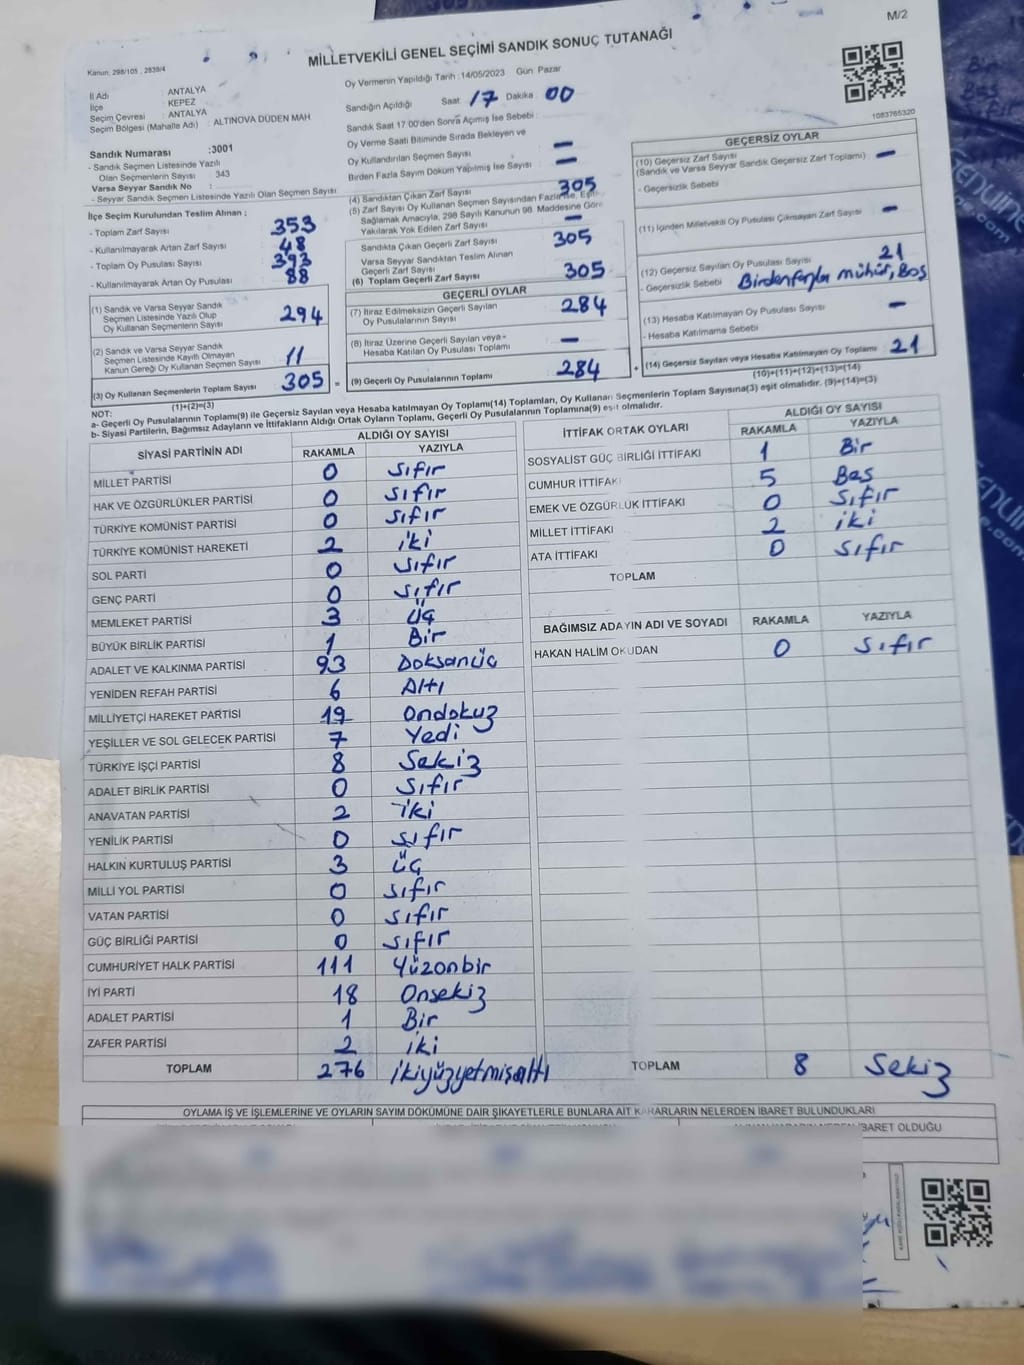 M/2
MİLLETVEKİLİ GENEL SEÇİMİ SANDIK SONUÇ TUTANAĞI
Kanun: 298/105 , 2839/4
Oy Vermenin Yapıldığı Tarih : 14/05/2023 Gün: Pazar
İl Adı : ANTALYA
İlçe : KEPEZ
Seçim Çevresi : ANTALYA
Seçim Bölgesi (Mahalle Adı) : ALTINOVA DÜDEN MAH
Sandık Numarası :3001
- Sandık Seçmen Listesinde Yazılı
Olan Seçmenlerin Sayısı : 343
Varsa Seyyar Sandık No :
- Seyyar Sandık Seçmen Listesinde Yazılı Olan Seçmen Sayısı
İlçe Seçim Kurulundan Teslim Alınan ;
- Toplam Zarf Sayısı 353
- Kullanılmayarak Artan Zarf Sayısı 48
- Toplam Oy Pusulası Sayısı 393
- Kullanılmayarak Artan Oy Pusulası 88
(1) Sandık ve Varsa Seyyar Sandık
Seçmen Listesinde Yazılı Olup
Oy Kullanan Seçmenlerin Sayısı 294
(2) Sandık ve Varsa Seyyar Sandık
Seçmen Listesinde Kayıtlı Olmayan
Kanun Gereği Oy Kullanan Seçmen Sayısı 11
(3) Oy Kullanan Seçmenlerin Toplam Sayısı 305 =
(1)+(2)=(3)
Sandığın Açıldığı Saat 17 Dakika : 00
Sandık Saat 17.00'den Sonra Açılmış İse Sebebi :
Oy Verme Saati Bitiminde Sırada Bekleyen ve
Oy Kullandırılan Seçmen Sayısı —
Birden Fazla Sayım Döküm Yapılmış İse Sayısı —
(4) Sandıktan Çıkan Zarf Sayısı 305
(5) Zarf Sayısı Oy Kullanan Seçmen Sayısından Fazla İse, Eşitliği
Sağlamak Amacıyla, 298 Sayılı Kanunun 98. Maddesine Göre
Yakılarak Yok Edilen Zarf Sayısı —
Sandıkta Çıkan Geçerli Zarf Sayısı 305
Varsa Seyyar Sandıktan Teslim Alınan
Geçerli Zarf Sayısı
(6) Toplam Geçerli Zarf Sayısı 305
GEÇERLİ OYLAR
(7) İtiraz Edilmeksizin Geçerli Sayılan
Oy Pusulalarının Sayısı 284
(8) İtiraz Üzerine Geçerli Sayılan veya
Hesaba Katılan Oy Pusulası Toplamı —
(9) Geçerli Oy Pusulalarının Toplamı 284 +
1083765320
GEÇERSİZ OYLAR
(10) Geçersiz Zarf Sayısı
(Sandık ve Varsa Seyyar Sandık Geçersiz Zarf Toplamı) —
- Geçersizlik Sebebi
(11) İçinden Milletvekili Oy Pusulası Çıkmayan Zarf Sayısı —
(12) Geçersiz Sayılan Oy Pusulası Sayısı 21
- Geçersizlik Sebebi Birdenfazla mühür, Boş
(13) Hesaba Katılmayan Oy Pusulası Sayısı —
- Hesaba Katılmama Sebebi
(14) Geçersiz Sayılan veya Hesaba Katılmayan Oy Toplamı 21
(10)+(11)+(12)+(13)=(14)
NOT:
a- Geçerli Oy Pusulalarının Toplamı(9) ile Geçersiz Sayılan veya Hesaba katılmayan Oy Toplamı(14) Toplamları, Oy Kullanan Seçmenlerin Toplam Sayısına(3) eşit olmalıdır. (9)+(14)=(3)
b- Siyasi Partilerin, Bağımsız Adayların ve İttifakların Aldığı Ortak Oyların Toplamı, Geçerli Oy Pusulalarının Toplamına(9) eşit olmalıdır.
SİYASİ PARTİNİN ADI ALDIĞI OY SAYISI
RAKAMLA YAZIYLA
MİLLET PARTİSİ 0 Sıfır
HAK VE ÖZGÜRLÜKLER PARTİSİ 0 Sıfır
TÜRKİYE KOMÜNİST PARTİSİ 0 Sıfır
TÜRKİYE KOMÜNİST HAREKETİ 2 iki
SOL PARTİ 0 Sıfır
GENÇ PARTİ 0 Sıfır
MEMLEKET PARTİSİ 3 Üç
BÜYÜK BİRLİK PARTİSİ 1 Bir
ADALET VE KALKINMA PARTİSİ 93 Doksanüç
YENİDEN REFAH PARTİSİ 6 Altı
MİLLİYETÇİ HAREKET PARTİSİ 19 Ondokuz
YEŞİLLER VE SOL GELECEK PARTİSİ 7 Yedi
TÜRKİYE İŞÇİ PARTİSİ 8 Sekiz
ADALET BİRLİK PARTİSİ 0 Sıfır
ANAVATAN PARTİSİ 2 iki
YENİLİK PARTİSİ 0 Sıfır
HALKIN KURTULUŞ PARTİSİ 3 Üç
MİLLİ YOL PARTİSİ 0 Sıfır
VATAN PARTİSİ 0 Sıfır
GÜÇ BİRLİĞİ PARTİSİ 0 Sıfır
CUMHURİYET HALK PARTİSİ 111 Yüzonbir
İYİ PARTİ 18 Onsekiz
ADALET PARTİSİ 1 Bir
ZAFER PARTİSİ 2 iki
TOPLAM 276 ikiyüzyetmişaltı
İTTİFAK ORTAK OYLARI ALDIĞI OY SAYISI
RAKAMLA YAZIYLA
SOSYALİST GÜÇ BİRLİĞİ İTTİFAKI 1 Bir
CUMHUR İTTİFAKI 5 Beş
EMEK VE ÖZGÜRLÜK İTTİFAKI 0 Sıfır
MİLLET İTTİFAKI 2 iki
ATA İTTİFAKI 0 Sıfır
TOPLAM
BAĞIMSIZ ADAYIN ADI VE SOYADI RAKAMLA YAZIYLA
HAKAN HALİM OKUDAN 0 Sıfır
TOPLAM 8 Sekiz
OYLAMA İŞ VE İŞLEMLERİNE VE OYLARIN SAYIM DÖKÜMÜNE DAİR ŞİKAYETLERLE BUNLARA AİT KARARLARIN NELERDEN İBARET BULUNDUKLARI
İBARET OLDUĞU